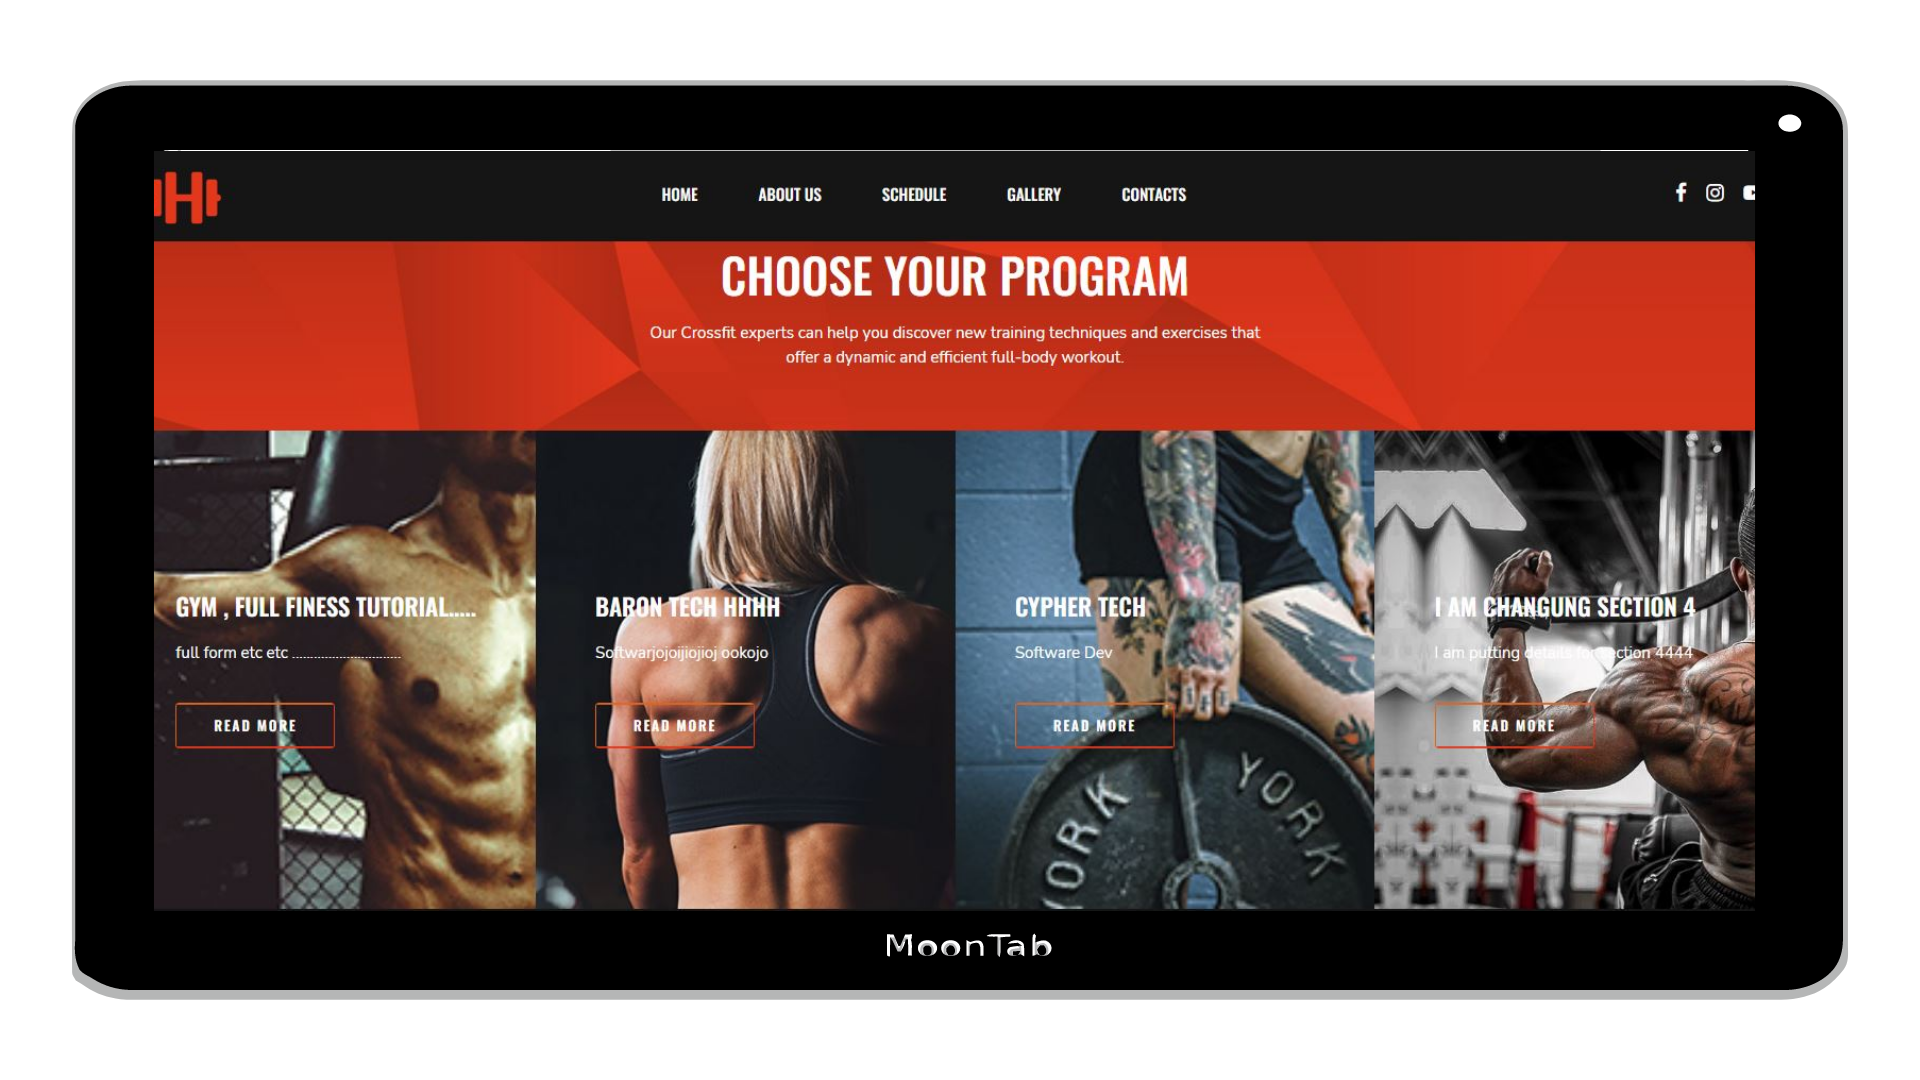 H
HOME ABOUT US SCHEDULE GALLERY CONTACTS
CHOOSE YOUR PROGRAM
Our Crossfit experts can help you discover new training techniques and exercises that
offer a dynamic and efficient full-body workout.
GYM , FULL FINESS TUTORIAL.....
full form etc etc ...............................
READ MORE
BARON TECH HHHH
Softwarjojoijiojioj ookojo
READ MORE
CYPHER TECH
Software Dev
READ MORE
I AM CHANGUNG SECTION 4
I am putting details for section 4444
READ MORE
YORK
YORK
MoonTab